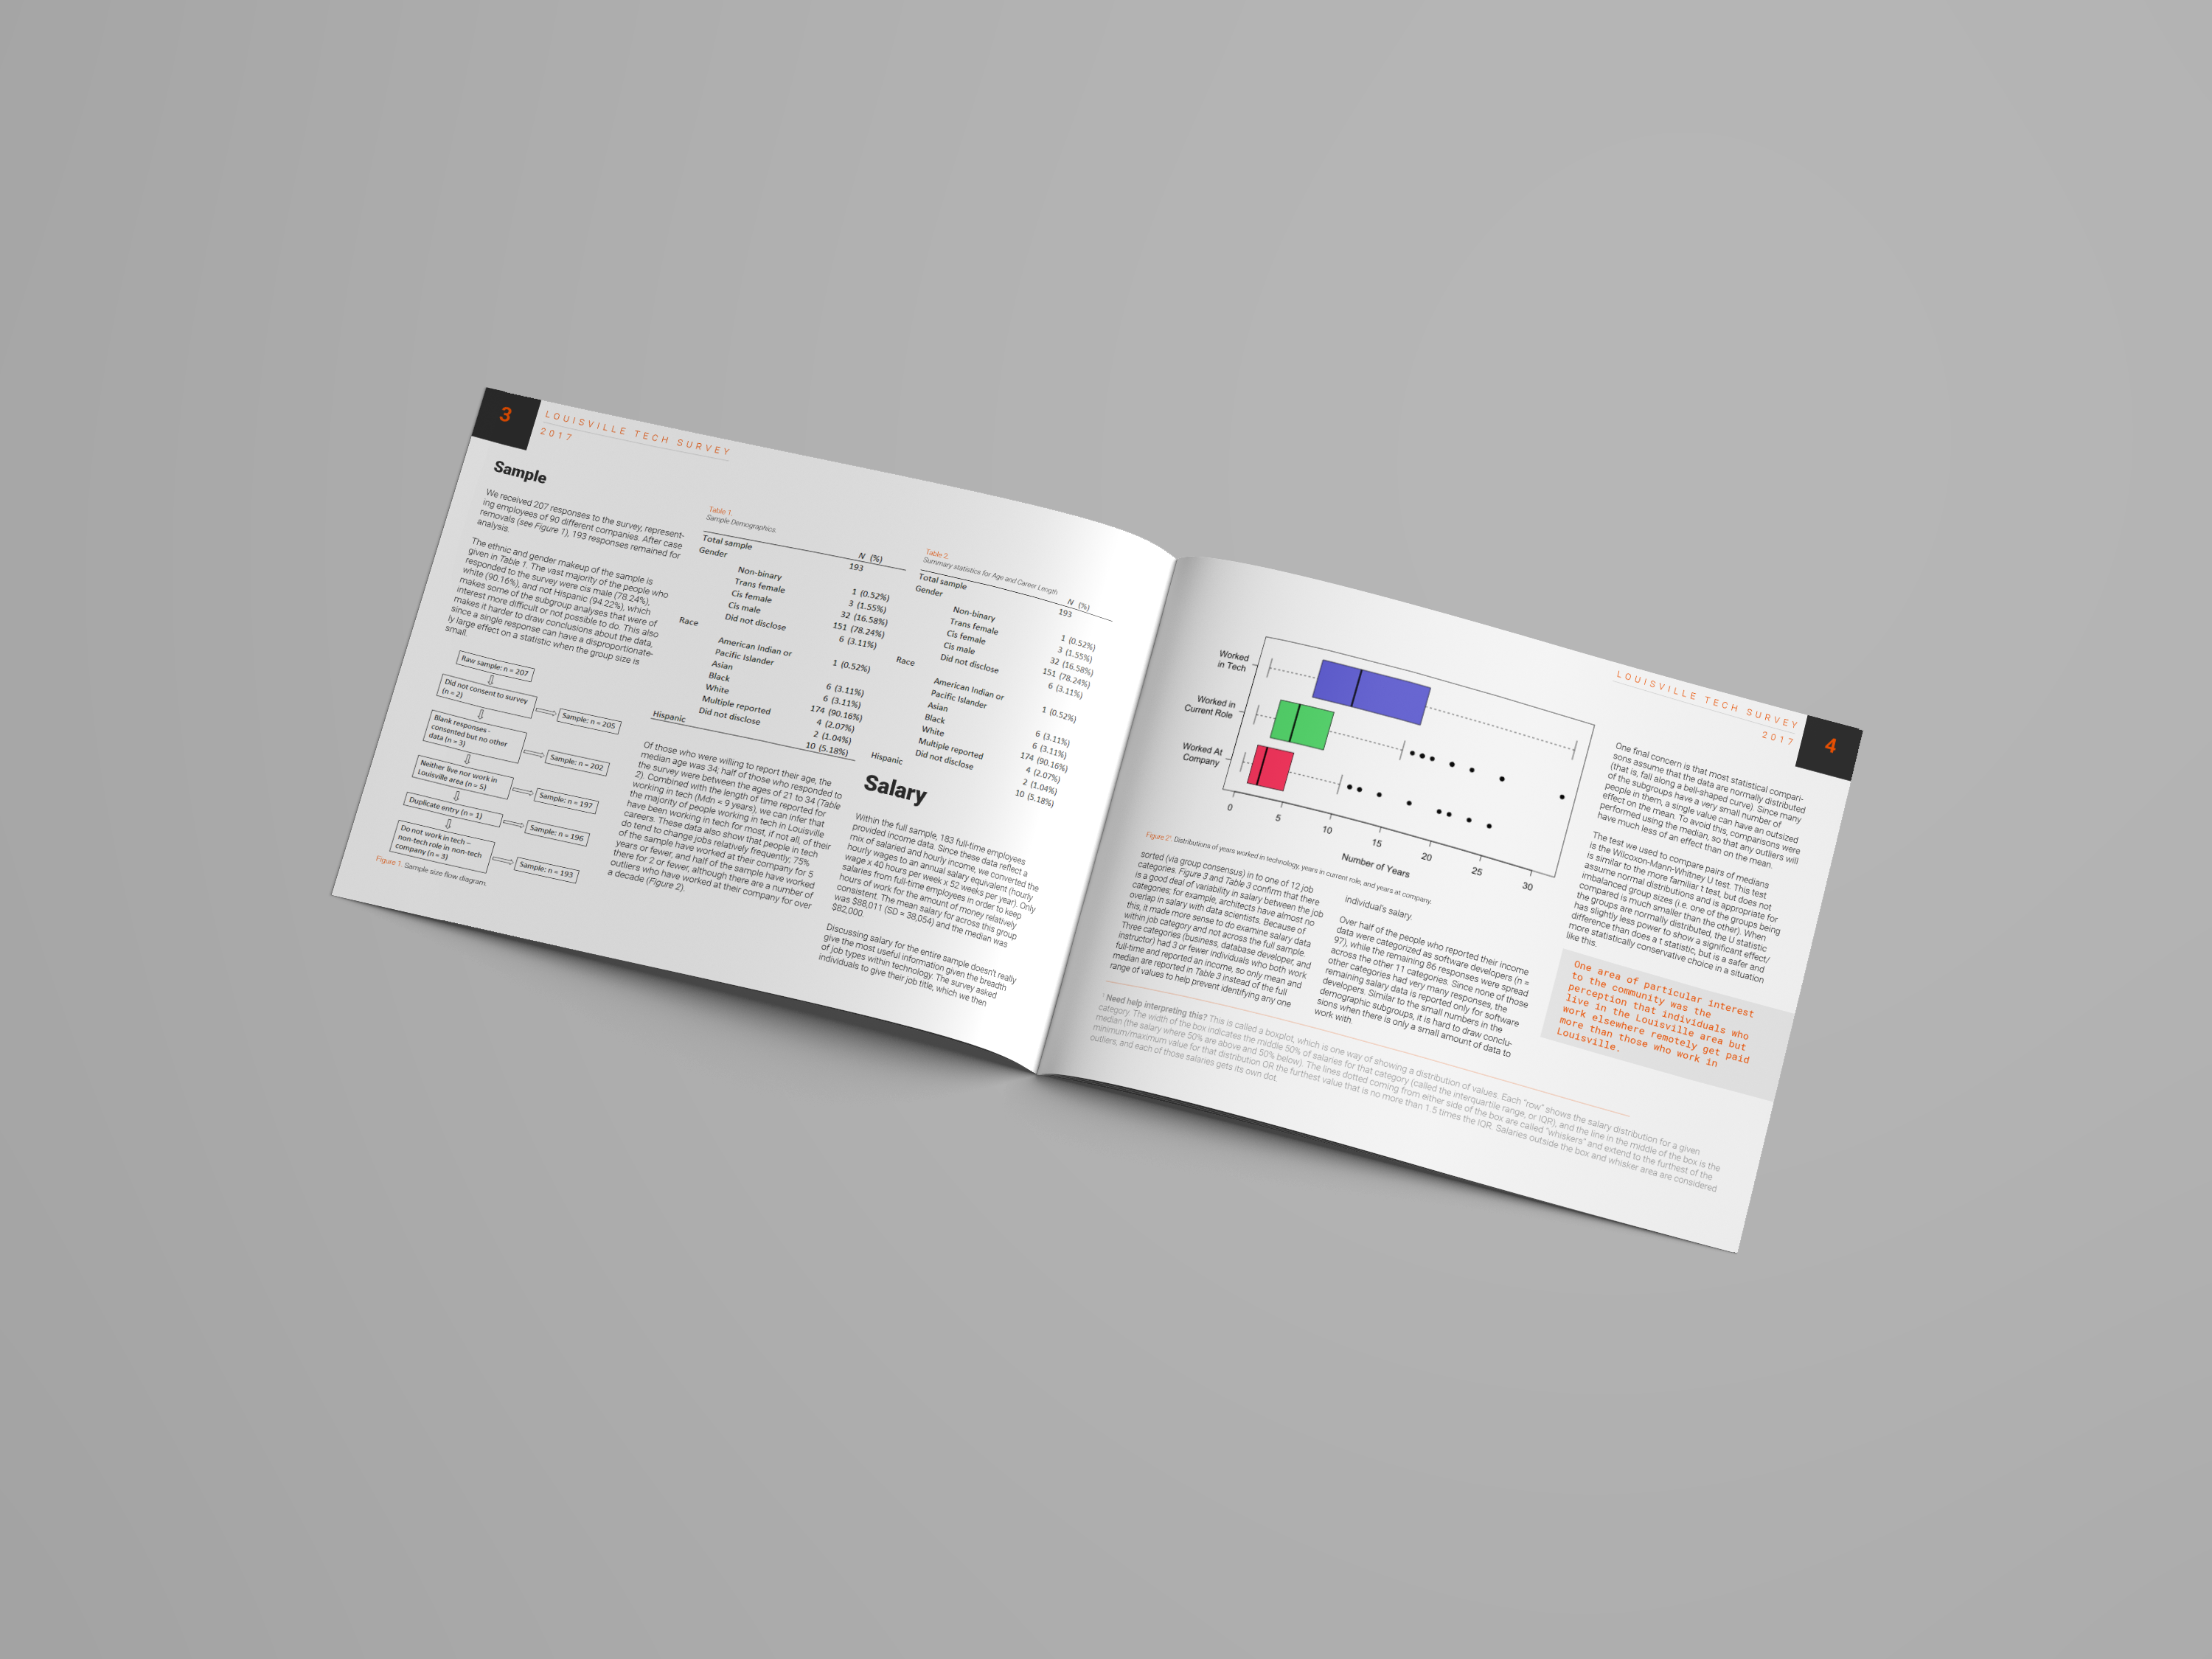 3
LOUISVILLE TECH SURVEY
2017
Sample
We received 207 responses to the survey, represent-
ing employees of 90 different companies. After case
removals (see Figure 1), 193 responses remained for
analysis.
The ethnic and gender makeup of the sample is
given in Table 1. The vast majority of the people who
responded to the survey were cis male (78.24%),
white (90.16%), and not Hispanic (94.22%), which
makes some of the subgroup analyses that were of
interest more difficult or not possible to do. This also
makes it harder to draw conclusions about the data,
since a single response can have a disproportionate-
ly large effect on a statistic when the group size is
small.
Raw sample: n = 207
Did not consent to survey
(n = 2)
Sample: n = 205
Blank responses -
consented but no other
data (n = 3)
Sample: n = 202
Neither live nor work in
Louisville area (n = 5)
Sample: n = 197
Duplicate entry (n = 1)
Sample: n = 196
Do not work in tech –
non-tech role in non-tech
company (n = 3)
Sample: n = 193
Figure 1. Sample size flow diagram.
Table 1.
Sample Demographics.
N (%)
Total sample 193
Gender
Non-binary 1 (0.52%)
Trans female 3 (1.55%)
Cis female 32 (16.58%)
Cis male 151 (78.24%)
Did not disclose 6 (3.11%)
Race
American Indian or
Pacific Islander 1 (0.52%)
Asian 6 (3.11%)
Black 6 (3.11%)
White 174 (90.16%)
Multiple reported 4 (2.07%)
Did not disclose 2 (1.04%)
Hispanic 10 (5.18%)
Of those who were willing to report their age, the
median age was 34; half of those who responded to
the survey were between the ages of 21 to 34 (Table
2). Combined with the length of time reported for
working in tech (Mdn = 9 years), we can infer that
the majority of people working in tech in Louisville
have been working in tech for most, if not all, of their
careers. These data also show that people in tech
do tend to change jobs relatively frequently; 75%
of the sample have worked at their company for 5
years or fewer, and half of the sample have worked
there for 2 or fewer, although there are a number of
outliers who have worked at their company for over
a decade (Figure 2).
Table 2.
Summary statistics for Age and Career Length
N (%)
Total sample 193
Gender
Non-binary 1 (0.52%)
Trans female 3 (1.55%)
Cis female 32 (16.58%)
Cis male 151 (78.24%)
Did not disclose 6 (3.11%)
Race
American Indian or
Pacific Islander 1 (0.52%)
Asian 6 (3.11%)
Black 6 (3.11%)
White 174 (90.16%)
Multiple reported 4 (2.07%)
Did not disclose 2 (1.04%)
Hispanic 10 (5.18%)
Salary
Within the full sample, 183 full-time employees
provided income data. Since these data reflect a
mix of salaried and hourly income, we converted the
hourly wages to an annual salary equivalent (hourly
wage x 40 hours per week x 52 weeks per year). Only
salaries from full-time employees in order to keep
hours of work for the amount of money relatively
consistent. The mean salary for across this group
was $88,011 (SD = 38,054) and the median was
$82,000.
Discussing salary for the entire sample doesn't really
give the most useful information given the breadth
of job types within technology. The survey asked
individuals to give their job title, which we then
Worked
in Tech
Worked in
Current Role
Worked At
Company
0 5 10 15 20 25 30
Number of Years
Figure 2¹. Distributions of years worked in technology, years in current role, and years at company.
sorted (via group consensus) in to one of 12 job
categories. Figure 3 and Table 3 confirm that there
is a good deal of variability in salary between the job
categories; for example, architects have almost no
overlap in salary with data scientists. Because of
this, it made more sense to do examine salary data
within job category and not across the full sample.
Three categories (business, database developer, and
instructor) had 3 or fewer individuals who both work
full-time and reported an income, so only mean and
median are reported in Table 3 instead of the full
range of values to help prevent identifying any one
individual's salary.
Over half of the people who reported their income
data were categorized as software developers (n =
97), while the remaining 86 responses were spread
across the other 11 categories. Since none of those
other categories had very many responses, the
remaining salary data is reported only for software
developers. Similar to the small numbers in the
demographic subgroups, it is hard to draw conclu-
sions when there is only a small amount of data to
work with.
¹ Need help interpreting this? This is called a boxplot, which is one way of showing a distribution of values. Each "row" shows the salary distribution for a given
category. The width of the box indicates the middle 50% of salaries for that category (called the interquartile range, or IQR), and the line in the middle of the box is the
median (the salary where 50% are above and 50% below). The lines dotted coming from either side of the box are called "whiskers" and extend to the furthest of the
minimum/maximum value for that distribution OR the furthest value that is no more than 1.5 times the IQR. Salaries outside the box and whisker area are considered
outliers, and each of those salaries gets its own dot.
LOUISVILLE TECH SURVEY
2017
4
One final concern is that most statistical compari-
sons assume that the data are normally distributed
(that is, fall along a bell-shaped curve). Since many
of the subgroups have a very small number of
people in them, a single value can have an outsized
effect on the mean. To avoid this, comparisons were
performed using the median, so that any outliers will
have much less of an effect than on the mean.
The test we used to compare pairs of medians
is the Wilcoxon-Mann-Whitney U test. This test
is similar to the more familiar t test, but does not
assume normal distributions and is appropriate for
imbalanced group sizes (i.e. one of the groups being
compared is much smaller than the other). When
the groups are normally distributed, the U statistic
has slightly less power to show a significant effect/
difference than does a t statistic, but is a safer and
more statistically conservative choice in a situation
like this.
One area of particular interest
to the community was the
perception that individuals who
live in the Louisville area but
work elsewhere remotely get paid
more than those who work in
Louisville.